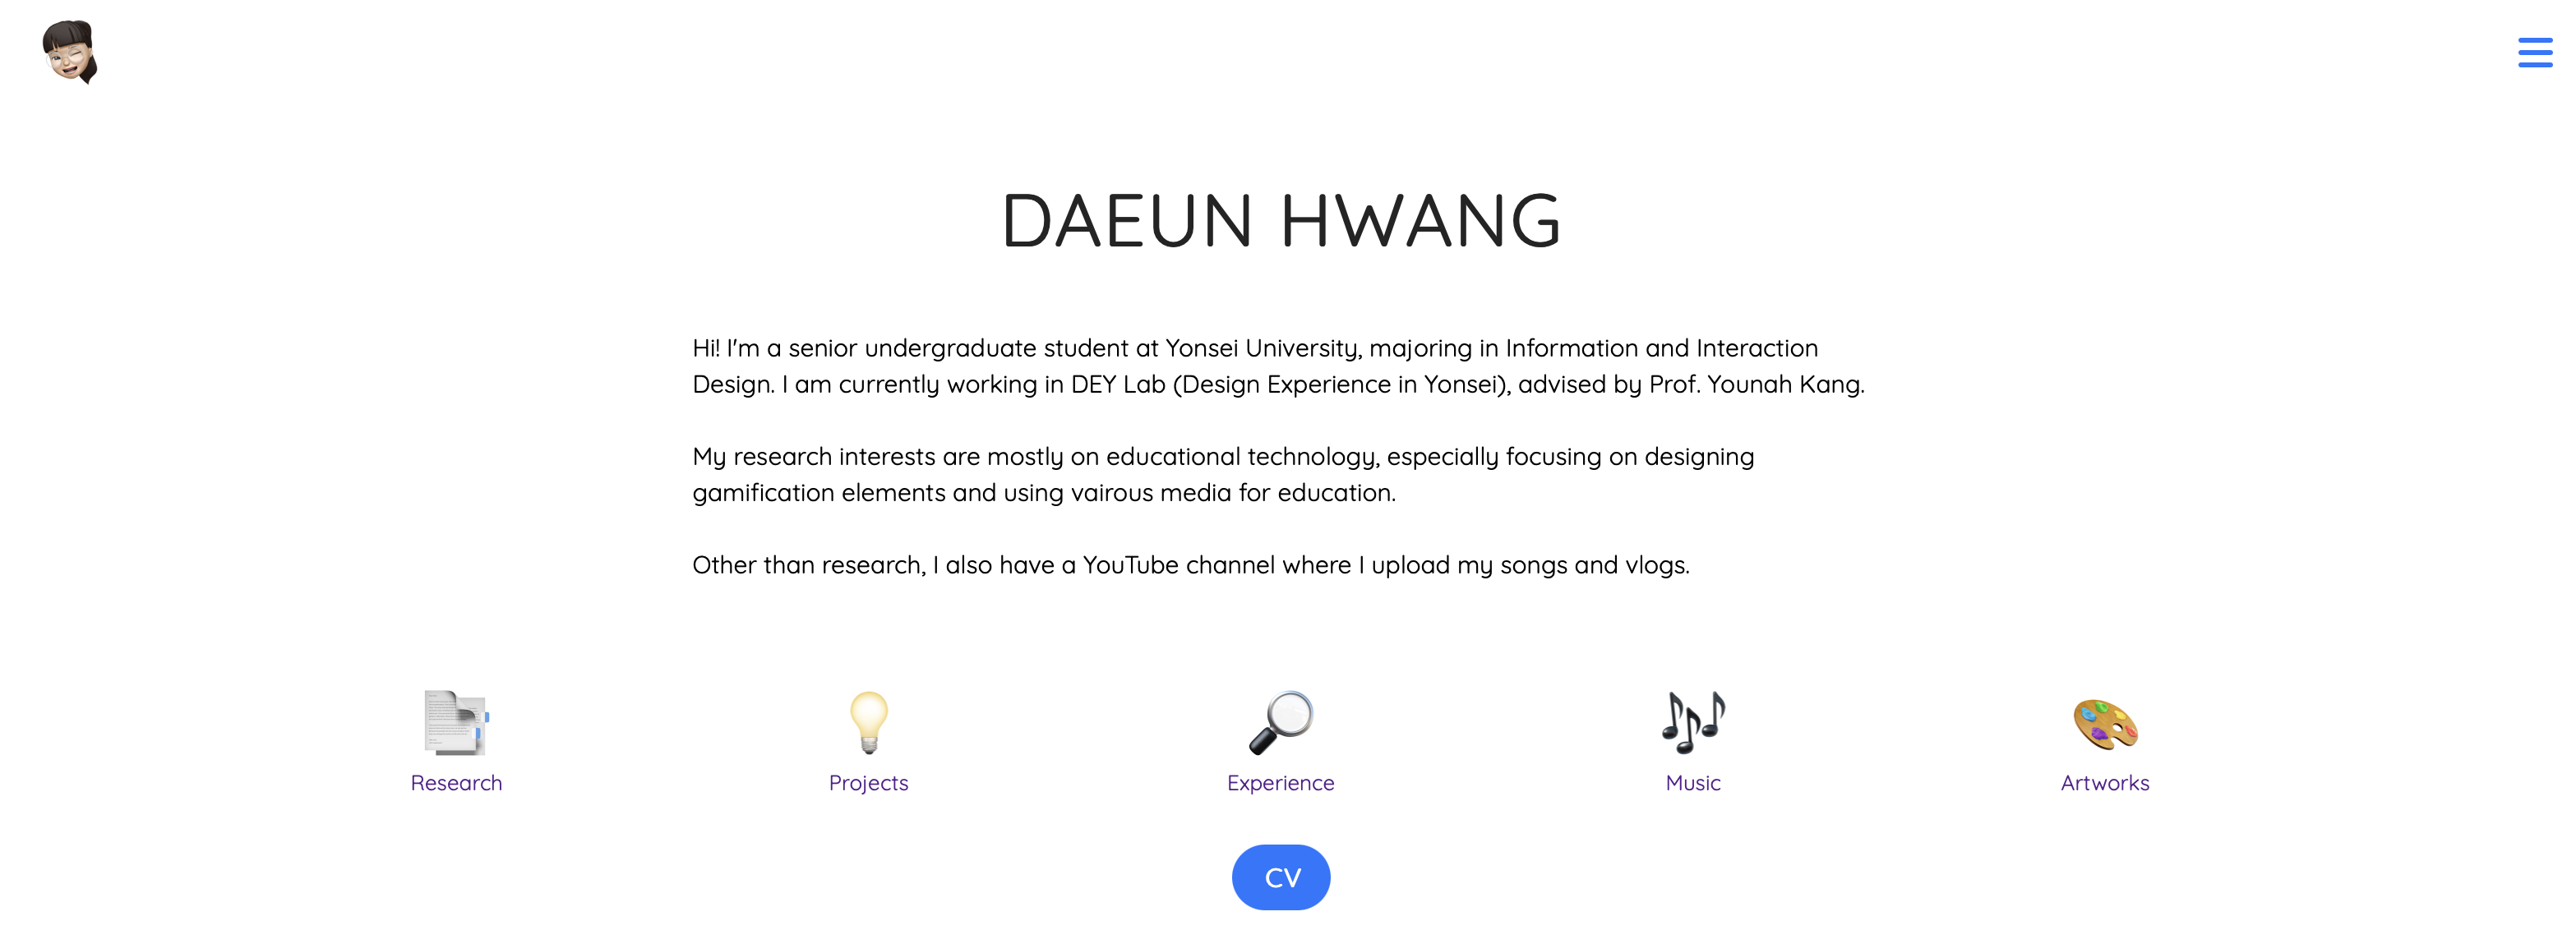 DAEUN HWANG
Hi! I'm a senior undergraduate student at Yonsei University, majoring in Information and Interaction
Design. I am currently working in DEY Lab (Design Experience in Yonsei), advised by Prof. Younah Kang.
My research interests are mostly on educational technology, especially focusing on designing
gamification elements and using vairous media for education.
Other than research, I also have a YouTube channel where I upload my songs and vlogs.
Research
Projects
Experience
Music
Artworks
CV